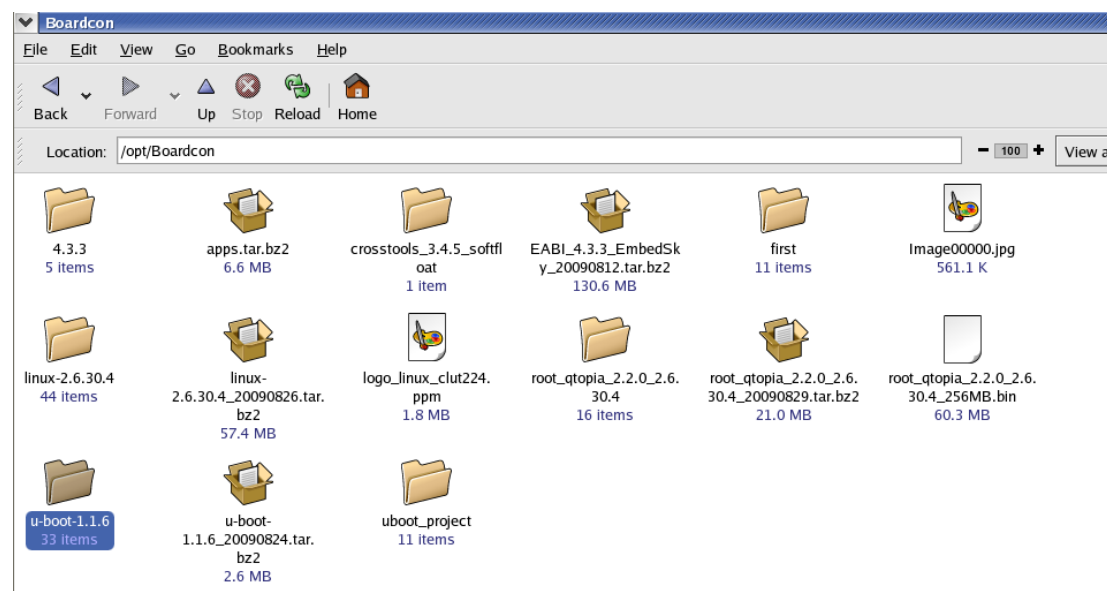 Boardcon
File Edit View Go Bookmarks Help
Back Forward Up Stop Reload Home
Location: /opt/Boardcon 100 View a
4.3.3
5 items
apps.tar.bz2
6.6 MB
crosstools_3.4.5_softfl
oat
1 item
EABI_4.3.3_EmbedSk
y_20090812.tar.bz2
130.6 MB
first
11 items
Image00000.jpg
561.1 K
linux-2.6.30.4
44 items
linux-
2.6.30.4_20090826.tar.
bz2
57.4 MB
logo_linux_clut224.
ppm
1.8 MB
root_qtopia_2.2.0_2.6.
30.4
16 items
root_qtopia_2.2.0_2.6.
30.4_20090829.tar.bz2
21.0 MB
root_qtopia_2.2.0_2.6.
30.4_256MB.bin
60.3 MB
u-boot-1.1.6
33 items
u-boot-
1.1.6_20090824.tar.
bz2
2.6 MB
uboot_project
11 items